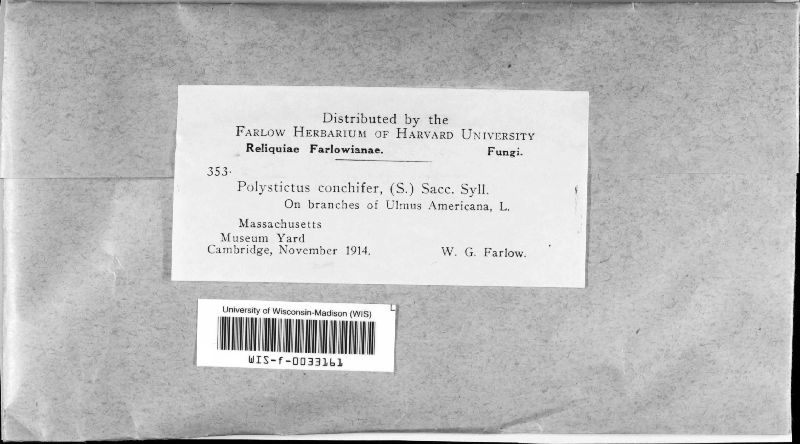 Distributed by the
FARLOW HERBARIUM OF HARVARD UNIVERSITY
Reliquiae Farlowianae. Fungi.
353.
Polystictus conchifer, (S.) Sacc. Syll.
On branches of Ulmus Americana, L.
Massachusetts
Museum Yard
Cambridge, November 1914. W. G. Farlow.
University of Wisconsin-Madison (WIS)
WIS-f-0033161